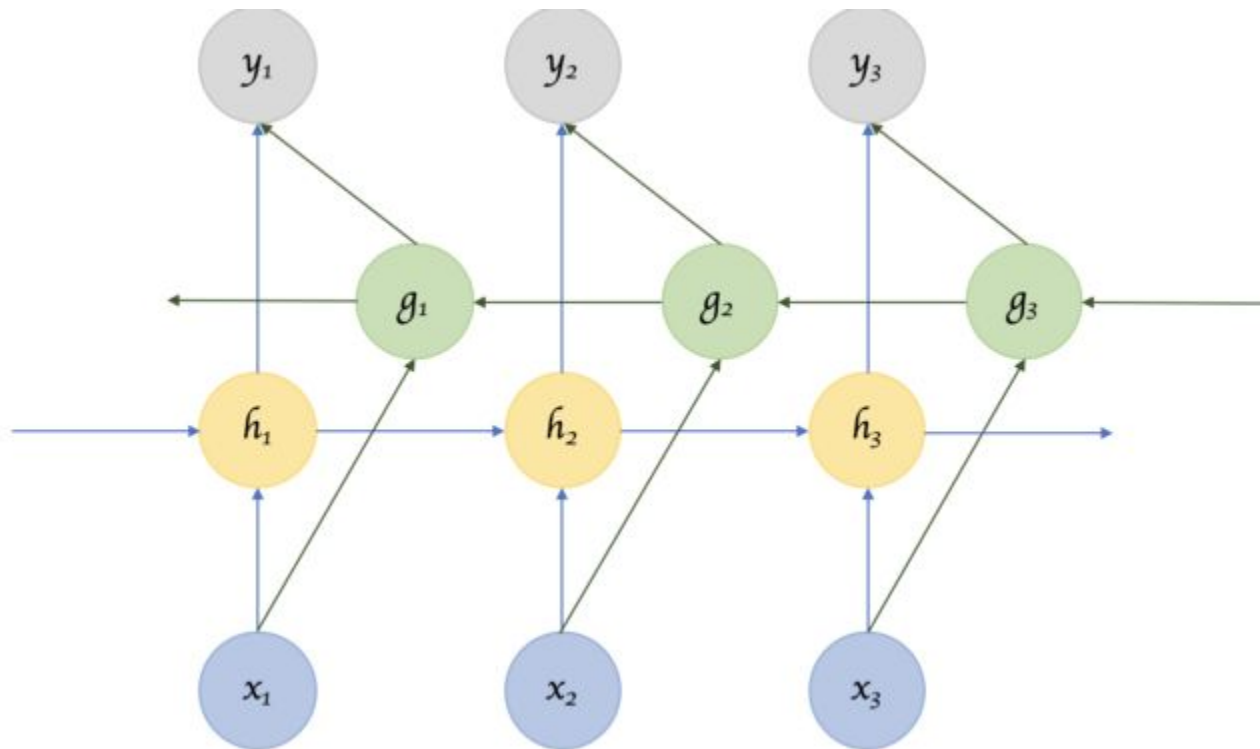 y₁ y₂ y₃
g₁ g₂ g₃
h₁ h₂ h₃
x₁ x₂ x₃